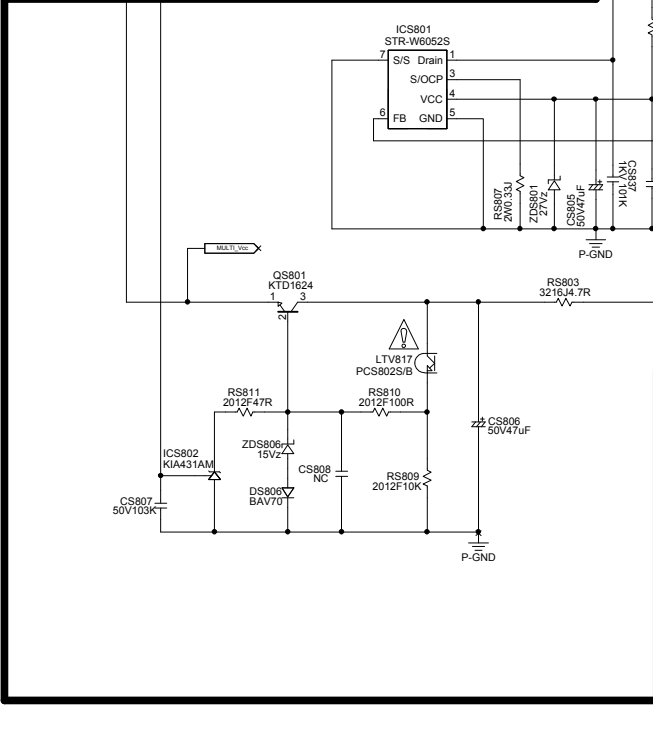 ICS801
STR-W6052S
7 S/S Drain 1
S/OCP 3
VCC 4
6 FB GND 5
RS807
2W0.33J
ZDS801
27Vz
CS805
50V47uF
+
CS837
1KV 101K
P-GND
MULTI_Vcc
QS801
KTD1624
1 3
2
RS803
3216J4.7R
LTV817
PCS802S/B
RS811
2012F47R
RS810
2012F100R
+
CS806
50V47uF
ZDS806
15Vz
ICS802
KIA431AM
CS808
NC
RS809
2012F10K
DS806
BAV70
CS807
50V103K
P-GND